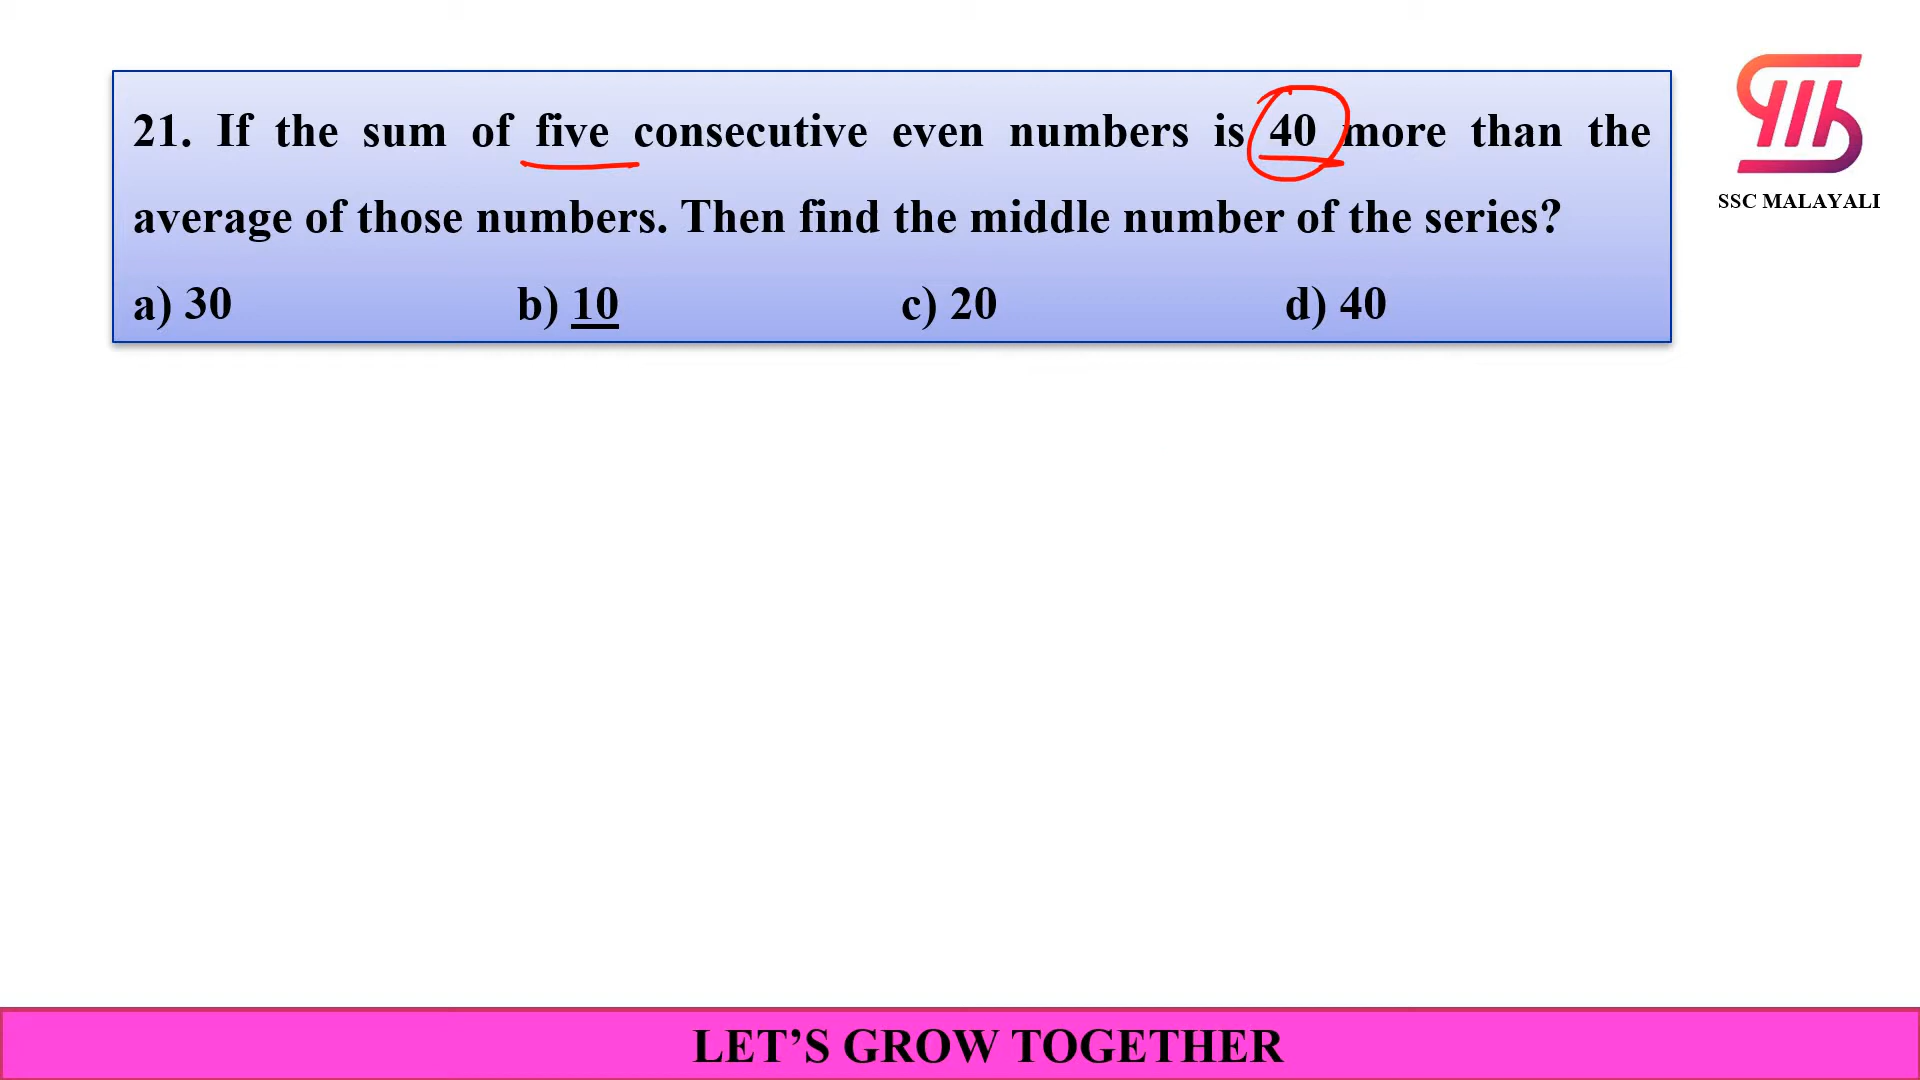 21. If the sum of five consecutive even numbers is 40 more than the
average of those numbers. Then find the middle number of the series?
a) 30 b) 10 c) 20 d) 40
SSC MALAYALI
LET’S GROW TOGETHER